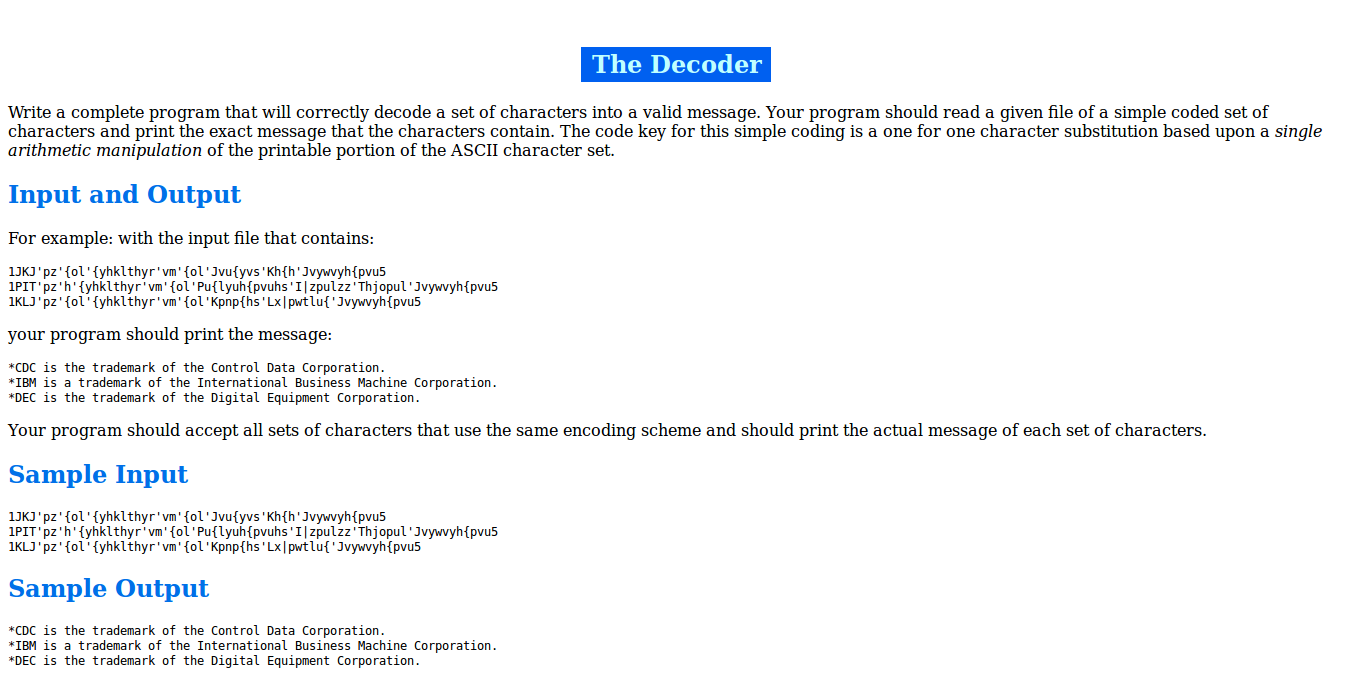 The Decoder
Write a complete program that will correctly decode a set of characters into a valid message. Your program should read a given file of a simple coded set of
characters and print the exact message that the characters contain. The code key for this simple coding is a one for one character substitution based upon a single
arithmetic manipulation of the printable portion of the ASCII character set.
Input and Output
For example: with the input file that contains:
1JKJ'pz'{ol'{yhklthyr'vm'{ol'Jvu{yvs'Kh{h'Jvywvyh{pvu5
1PIT'pz'h'{yhklthyr'vm'{ol'Pu{lyuh{pvuhs'I|zpulzz'Thjopul'Jvywvyh{pvu5
1KLJ'pz'{ol'{yhklthyr'vm'{ol'Kpnp{hs'Lx|pwtlu{'Jvywvyh{pvu5
your program should print the message:
*CDC is the trademark of the Control Data Corporation.
*IBM is a trademark of the International Business Machine Corporation.
*DEC is the trademark of the Digital Equipment Corporation.
Your program should accept all sets of characters that use the same encoding scheme and should print the actual message of each set of characters.
Sample Input
1JKJ'pz'{ol'{yhklthyr'vm'{ol'Jvu{yvs'Kh{h'Jvywvyh{pvu5
1PIT'pz'h'{yhklthyr'vm'{ol'Pu{lyuh{pvuhs'I|zpulzz'Thjopul'Jvywvyh{pvu5
1KLJ'pz'{ol'{yhklthyr'vm'{ol'Kpnp{hs'Lx|pwtlu{'Jvywvyh{pvu5
Sample Output
*CDC is the trademark of the Control Data Corporation.
*IBM is a trademark of the International Business Machine Corporation.
*DEC is the trademark of the Digital Equipment Corporation.